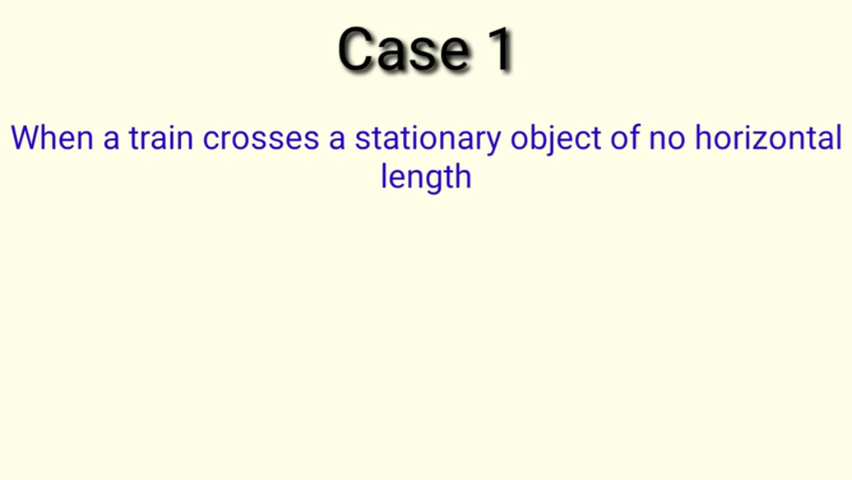 Case 1
When a train crosses a stationary object of no horizontal
length